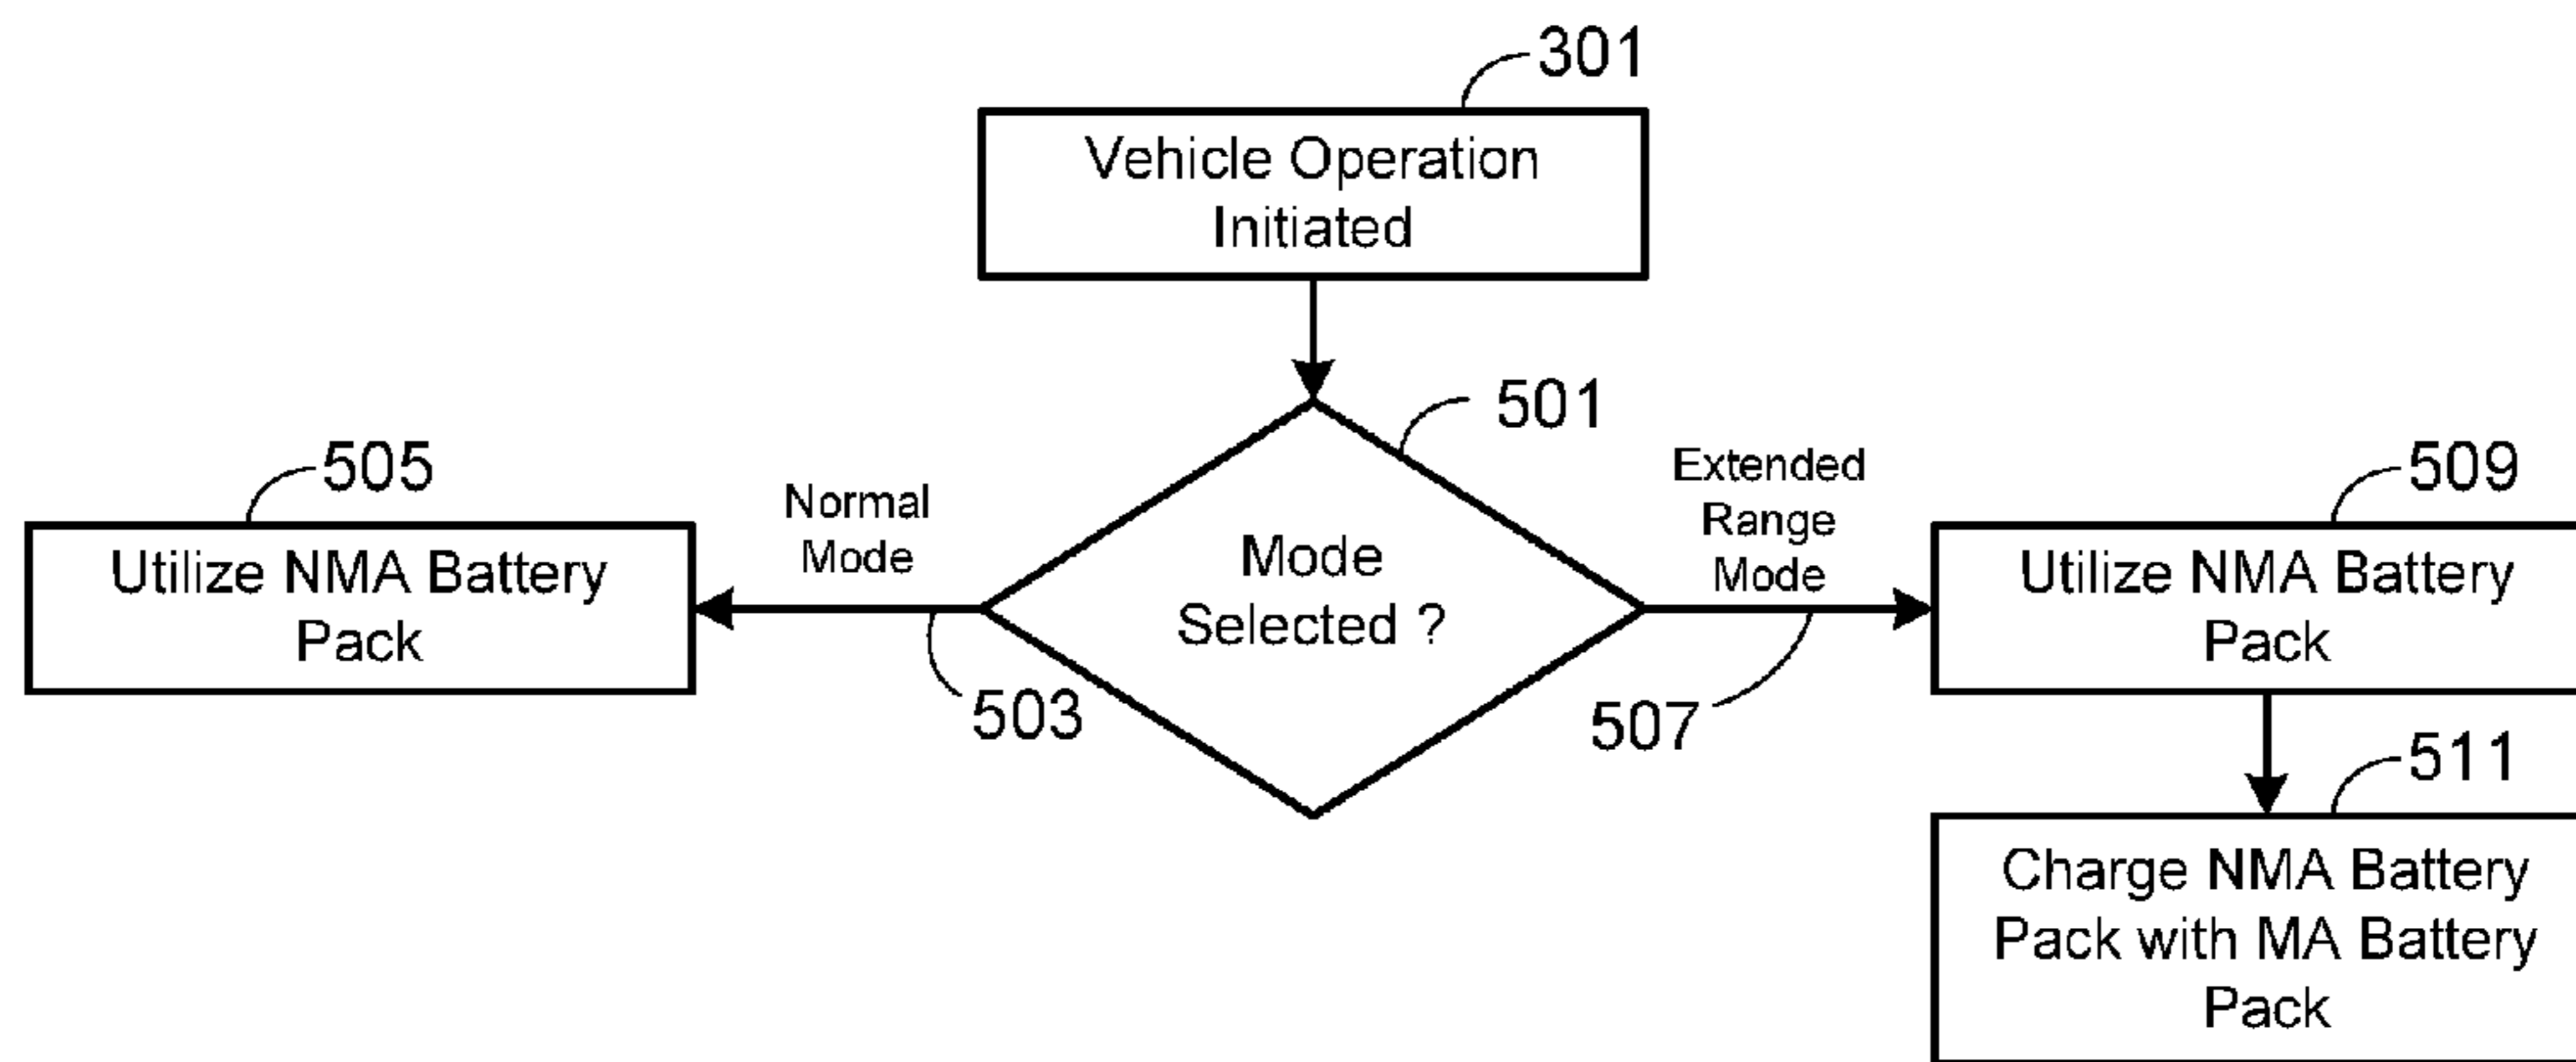 301
Vehicle Operation
Initiated
501
Mode
Selected ?
Normal
Mode
503
505
Utilize NMA Battery
Pack
Extended
Range
Mode
507
509
Utilize NMA Battery
Pack
511
Charge NMA Battery
Pack with MA Battery
Pack